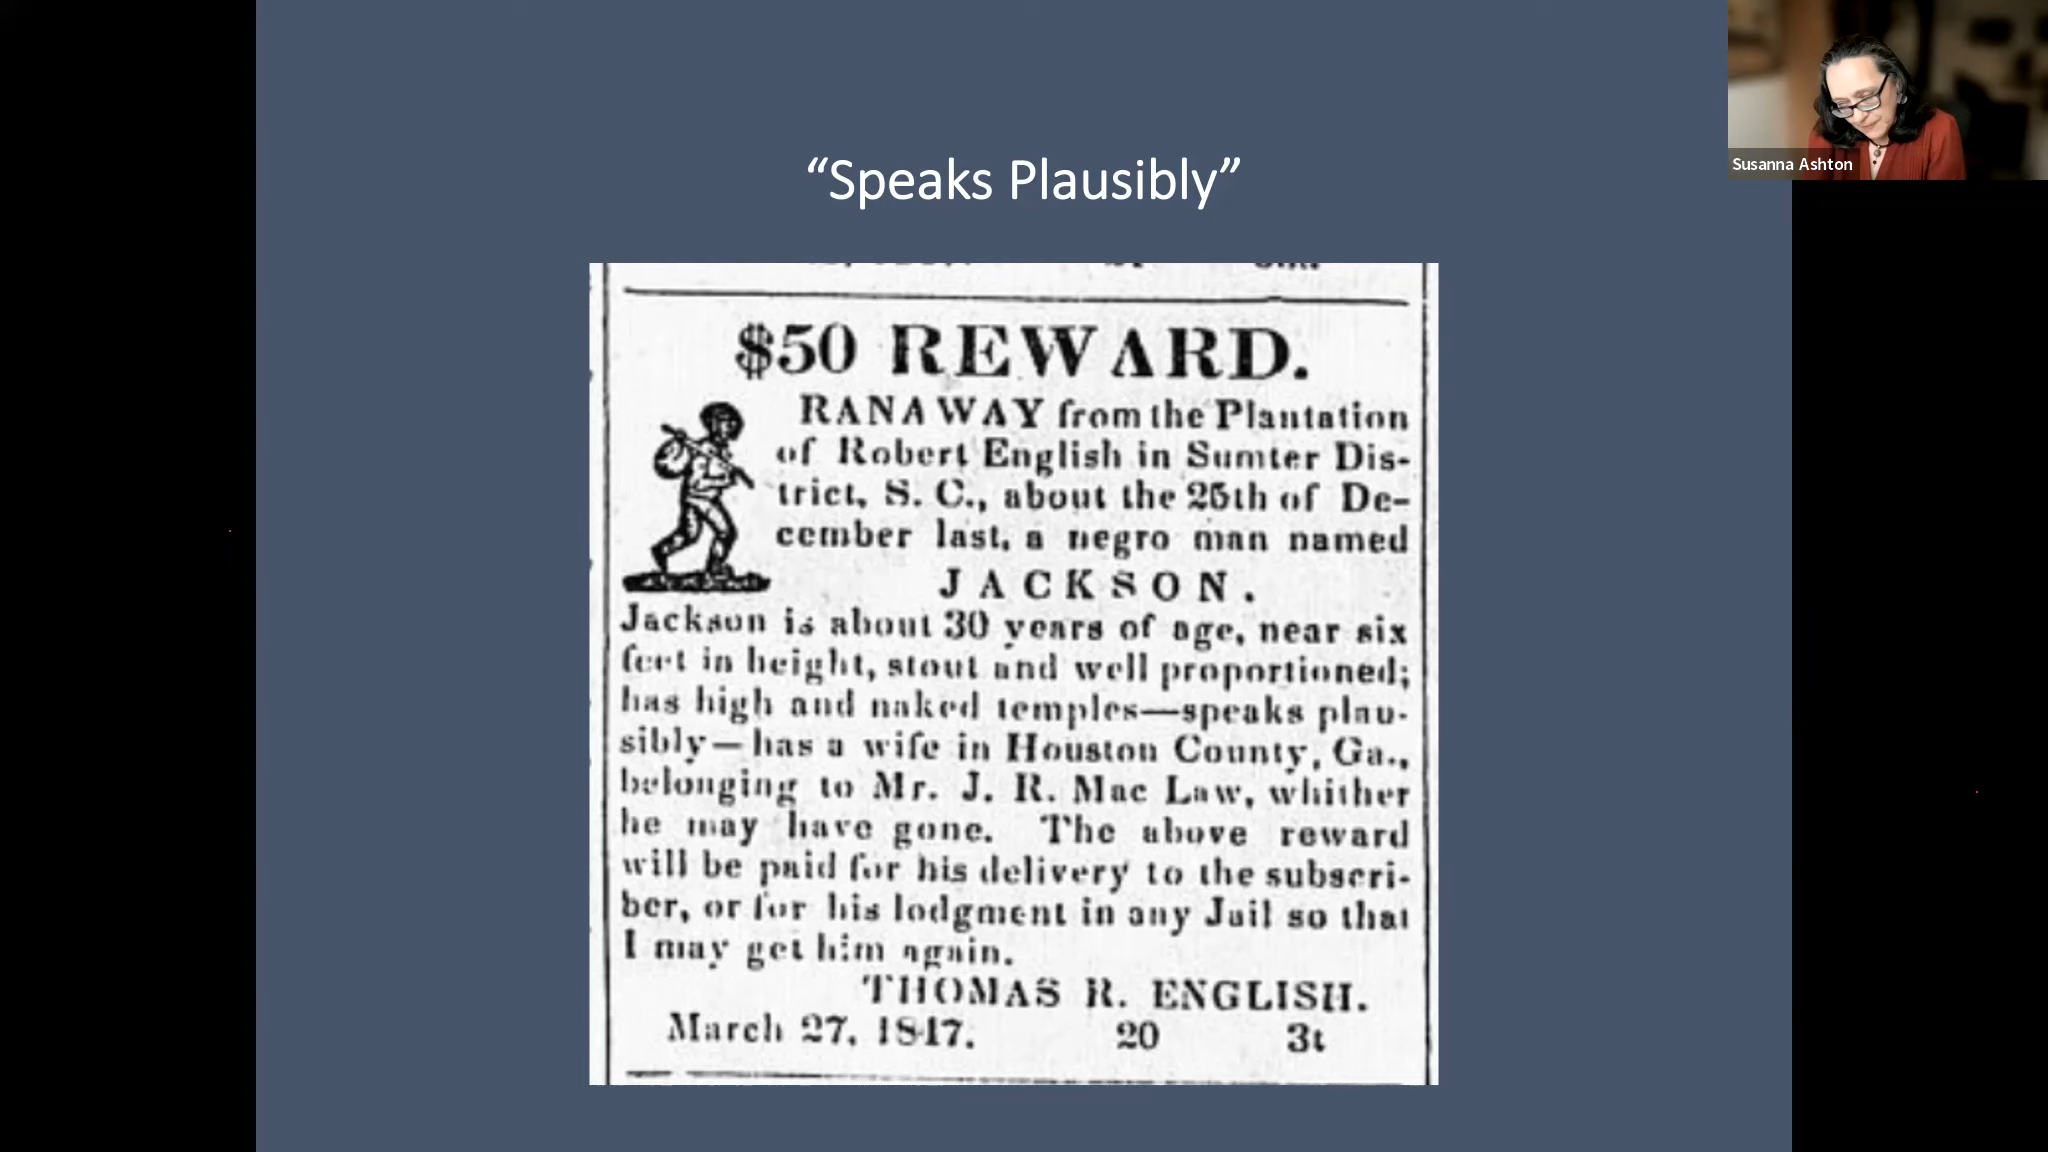 Susanna Ashton
“Speaks Plausibly”
$50 REWARD.
RANAWAY from the Plantation
of Robert English in Sumter Dis-
trict, S. C., about the 25th of De-
cember last, a negro man named
JACKSON.
Jackson is about 30 years of age, near six
feet in height, stout and well proportioned;
has high and naked temples—speaks plau-
sibly—has a wife in Houston County, Ga.,
belonging to Mr. J. R. Mac Law, whither
he may have gone. The above reward
will be paid for his delivery to the subscri-
ber, or for his lodgment in any Jail so that
I may get him again.
THOMAS R. ENGLISH.
March 27, 1847. 20 3t